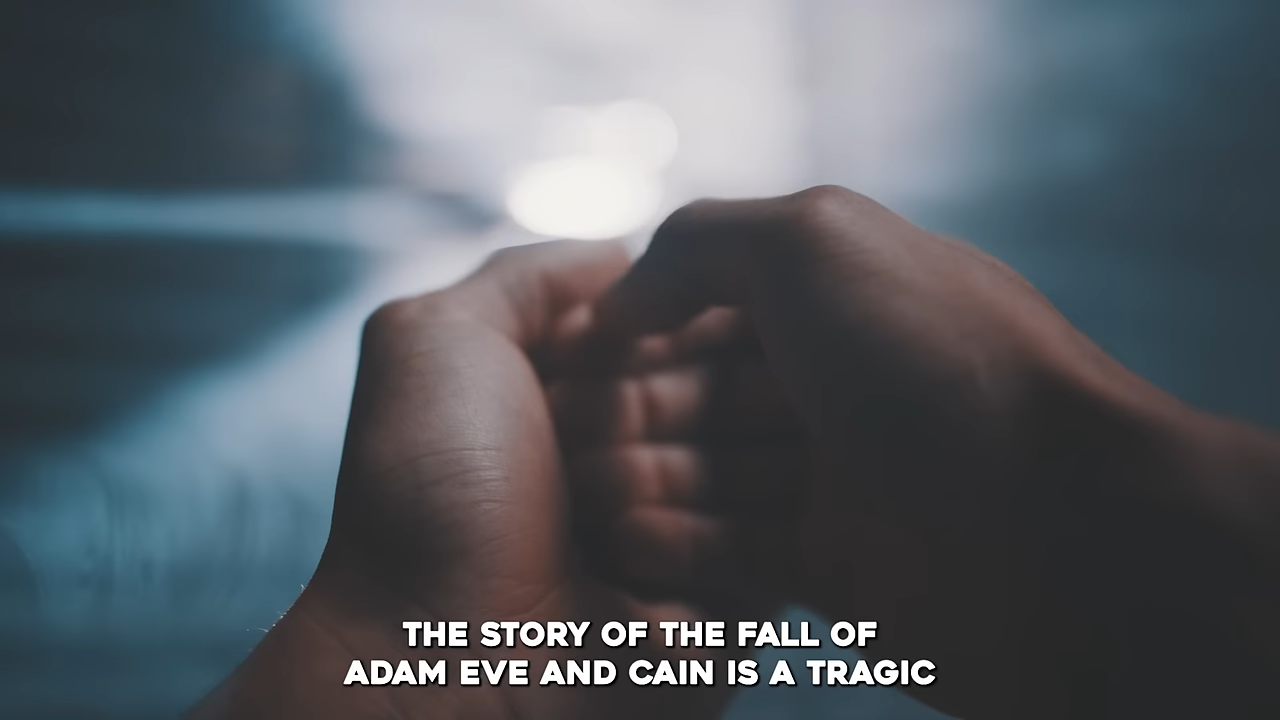 THE STORY OF THE FALL OF
ADAM EVE AND CAIN IS A TRAGIC